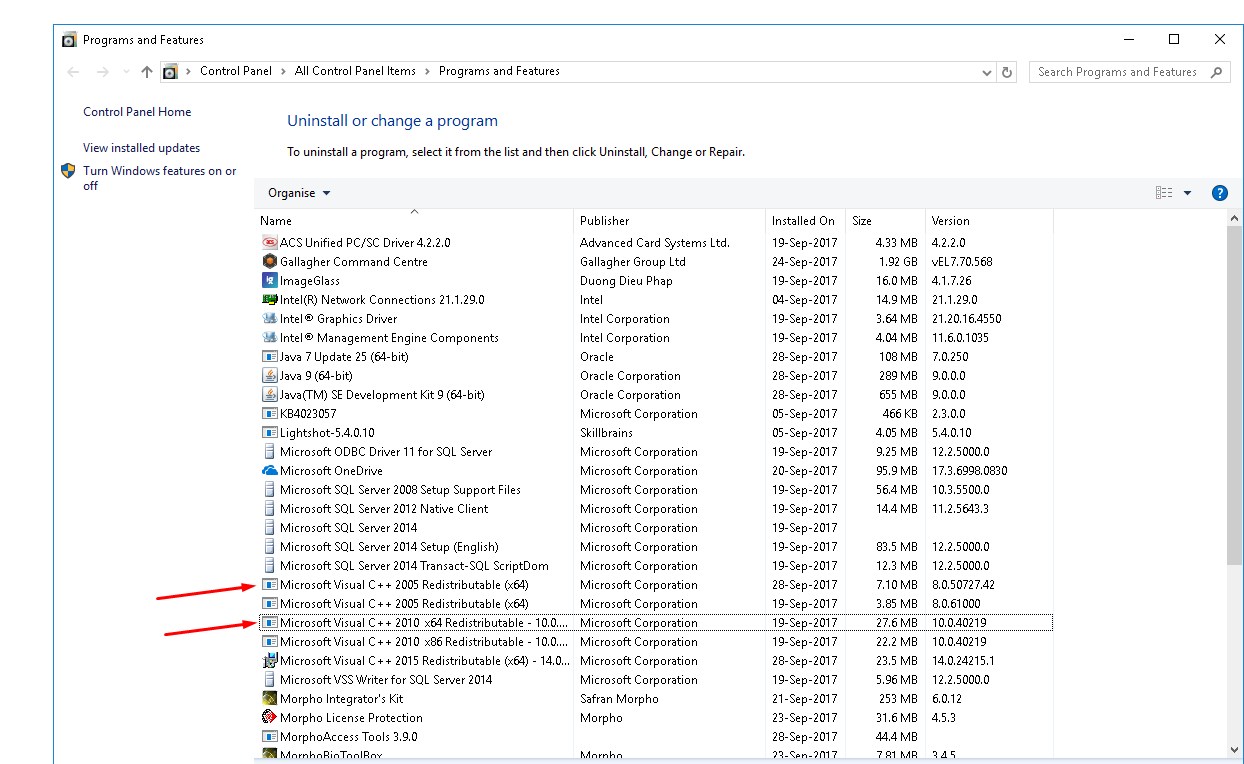 Programs and Features
Control Panel > All Control Panel Items > Programs and Features
Search Programs and Features
Control Panel Home
View installed updates
Turn Windows features on or
off
Uninstall or change a program
To uninstall a program, select it from the list and then click Uninstall, Change or Repair.
Organise
Name Publisher Installed On Size Version
ACS Unified PC/SC Driver 4.2.2.0 Advanced Card Systems Ltd. 19-Sep-2017 4.33 MB 4.2.2.0
Gallagher Command Centre Gallagher Group Ltd 24-Sep-2017 1.92 GB vEL7.70.568
ImageGlass Duong Dieu Phap 19-Sep-2017 16.0 MB 4.1.7.26
Intel(R) Network Connections 21.1.29.0 Intel 04-Sep-2017 14.9 MB 21.1.29.0
Intel® Graphics Driver Intel Corporation 19-Sep-2017 3.64 MB 21.20.16.4550
Intel® Management Engine Components Intel Corporation 19-Sep-2017 4.04 MB 11.6.0.1035
Java 7 Update 25 (64-bit) Oracle 28-Sep-2017 108 MB 7.0.250
Java 9 (64-bit) Oracle Corporation 28-Sep-2017 289 MB 9.0.0.0
Java(TM) SE Development Kit 9 (64-bit) Oracle Corporation 28-Sep-2017 655 MB 9.0.0.0
KB4023057 Microsoft Corporation 05-Sep-2017 466 KB 2.3.0.0
Lightshot-5.4.0.10 Skillbrains 05-Sep-2017 4.05 MB 5.4.0.10
Microsoft ODBC Driver 11 for SQL Server Microsoft Corporation 19-Sep-2017 9.25 MB 12.2.5000.0
Microsoft OneDrive Microsoft Corporation 20-Sep-2017 95.9 MB 17.3.6998.0830
Microsoft SQL Server 2008 Setup Support Files Microsoft Corporation 19-Sep-2017 56.4 MB 10.3.5500.0
Microsoft SQL Server 2012 Native Client Microsoft Corporation 19-Sep-2017 14.4 MB 11.2.5643.3
Microsoft SQL Server 2014 Microsoft Corporation 19-Sep-2017
Microsoft SQL Server 2014 Setup (English) Microsoft Corporation 19-Sep-2017 83.5 MB 12.2.5000.0
Microsoft SQL Server 2014 Transact-SQL ScriptDom Microsoft Corporation 19-Sep-2017 12.3 MB 12.2.5000.0
Microsoft Visual C++ 2005 Redistributable (x64) Microsoft Corporation 28-Sep-2017 7.10 MB 8.0.50727.42
Microsoft Visual C++ 2005 Redistributable (x64) Microsoft Corporation 19-Sep-2017 3.85 MB 8.0.61000
Microsoft Visual C++ 2010 x64 Redistributable - 10.0.... Microsoft Corporation 19-Sep-2017 27.6 MB 10.0.40219
Microsoft Visual C++ 2010 x86 Redistributable - 10.0.... Microsoft Corporation 19-Sep-2017 22.2 MB 10.0.40219
Microsoft Visual C++ 2015 Redistributable (x64) - 14.0... Microsoft Corporation 28-Sep-2017 23.5 MB 14.0.24215.1
Microsoft VSS Writer for SQL Server 2014 Microsoft Corporation 19-Sep-2017 5.96 MB 12.2.5000.0
Morpho Integrator's Kit Safran Morpho 21-Sep-2017 253 MB 6.0.12
Morpho License Protection Morpho 23-Sep-2017 31.6 MB 4.5.3
MorphoAccess Tools 3.9.0 28-Sep-2017 44.4 MB
MorphoBioToolBox Morpho 23-Sep-2017 7.81 MB 3.4.5